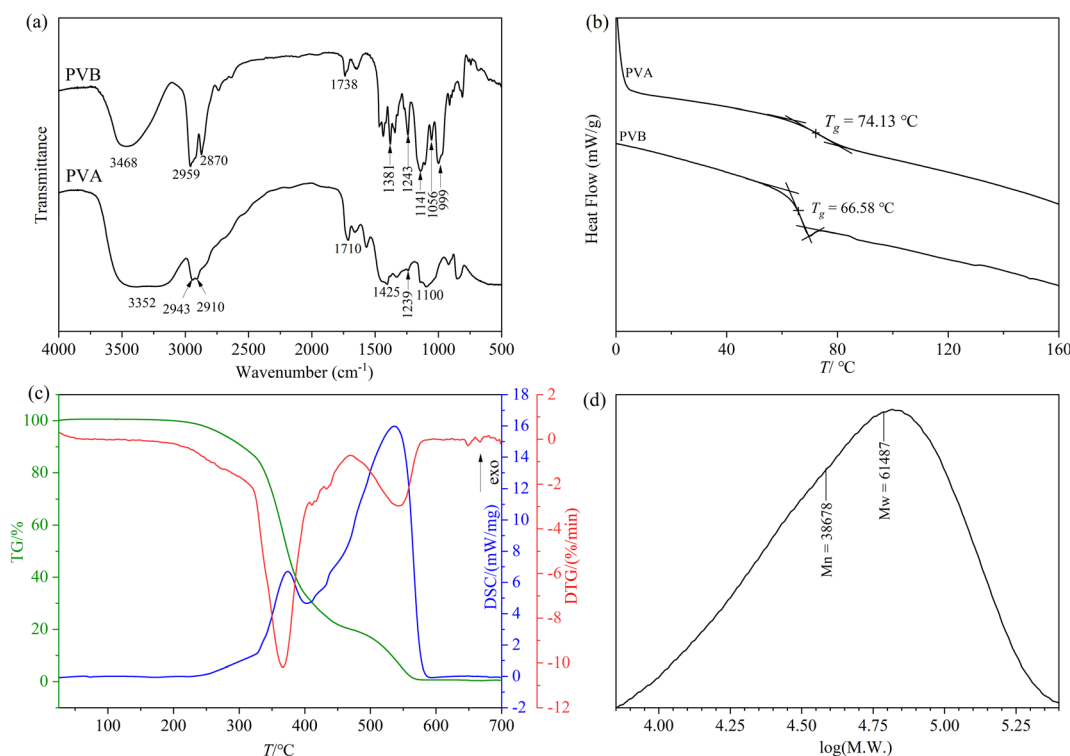 (a)
PVB
PVA
3468
2959
2870
1738
1381
1243
1141
1056
999
3352
2943
2910
1710
1425
1239
1100
Transmittance
4000 3500 3000 2500 2000 1500 1000 500
Wavenumber (cm⁻¹)
(b)
PVA
PVB
Tg = 74.13 °C
Tg = 66.58 °C
Heat Flow (mW/g)
0 40 80 120 160
T/ °C
(c)
100
80
60
40
20
0
TG/%
18
16
14
12
10
8
6
4
2
0
-2
DSC/(mW/mg)
2
0
-2
-4
-6
-8
-10
-12
DTG/(%/min)
exo
100 200 300 400 500 600 700
T/°C
(d)
Mn = 38678
Mw = 61487
4.00 4.25 4.50 4.75 5.00 5.25
log(M.W.)